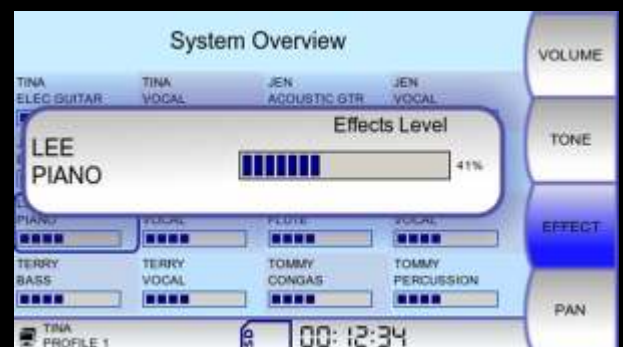 System Overview
VOLUME
TINA
ELEC GUITAR
TINA
VOCAL
JEN
ACOUSTIC GTR
JEN
VOCAL
Effects Level
LEE
PIANO
41%
TONE
PIANO
VOCAL
FLUTE
VOCAL
EFFECT
TERRY
BASS
TERRY
VOCAL
TOMMY
CONGAS
TOMMY
PERCUSSION
PAN
TINA
PROFILE 1
00:12:34